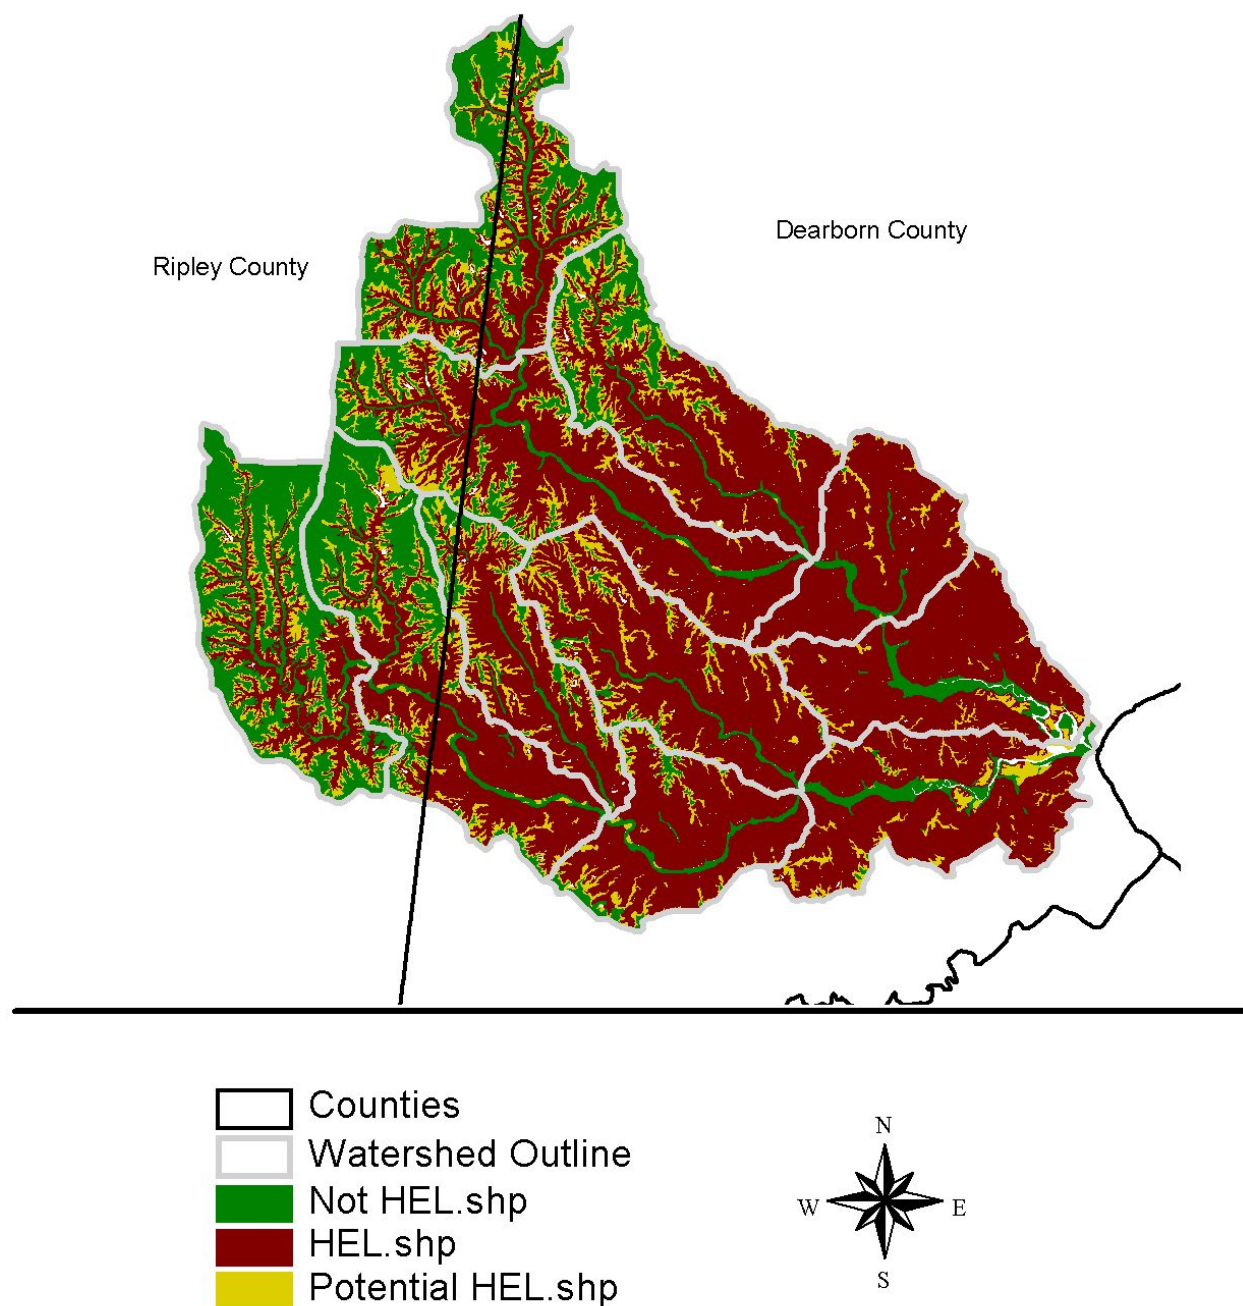 Dearborn County
Ripley County
Counties
Watershed Outline
Not HEL.shp
HEL.shp
Potential HEL.shp
N
W
E
S